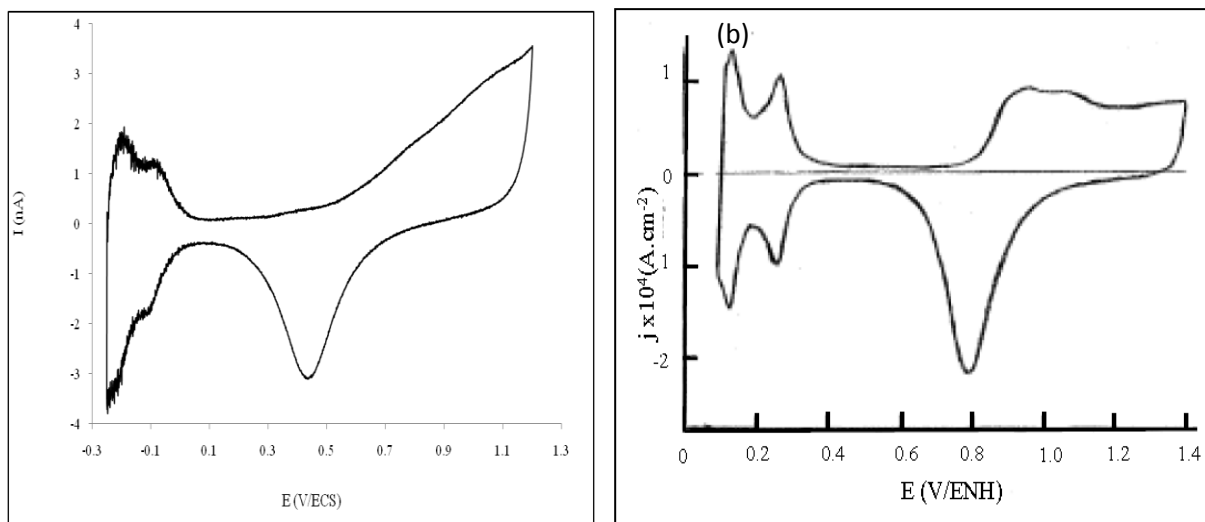 4
3
2
1
0
-1
-2
-3
-4
I (nA)
-0.3 -0.1 0.1 0.3 0.5 0.7 0.9 1.1 1.3
E (V/ECS)
(b)
1
0
1
-2
j x10⁴(A.cm⁻²)
0 0.2 0.4 0.6 0.8 1.0 1.2 1.4
E (V/ENH)